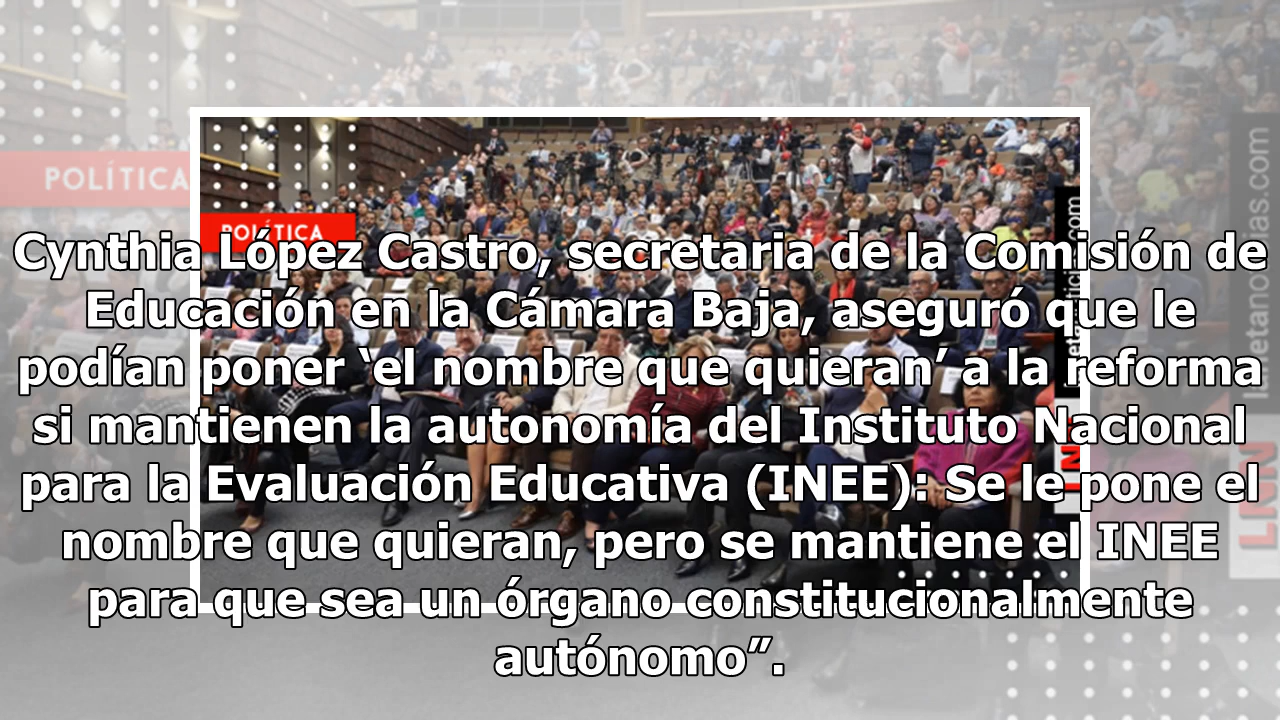 POLÍTICA
POLÍTICA
Cynthia López Castro, secretaria de la Comisión de
Educación en la Cámara Baja, aseguró que le
podían poner ‘el nombre que quieran’ a la reforma
si mantienen la autonomía del Instituto Nacional
para la Evaluación Educativa (INEE): Se le pone el
nombre que quieran, pero se mantiene el INEE
para que sea un órgano constitucionalmente
autónomo”.
LNN